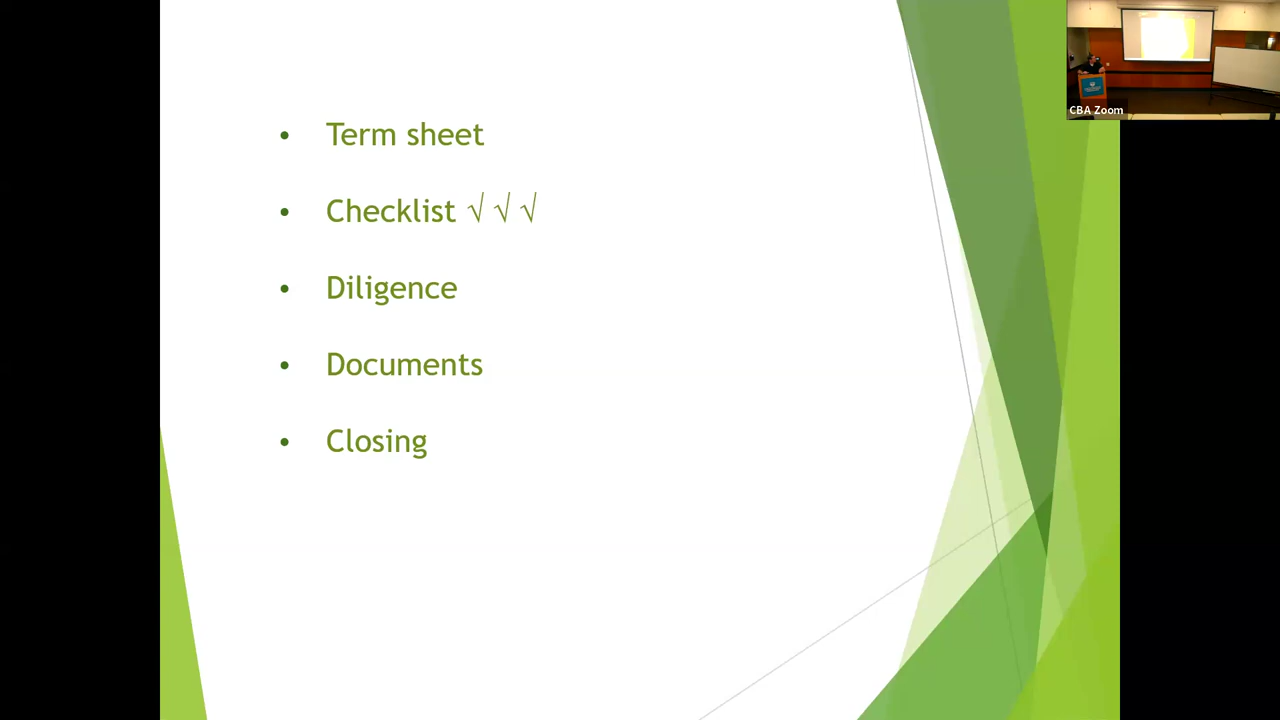 • Term sheet
• Checklist √ √ √
• Diligence
• Documents
• Closing
CBA Zoom